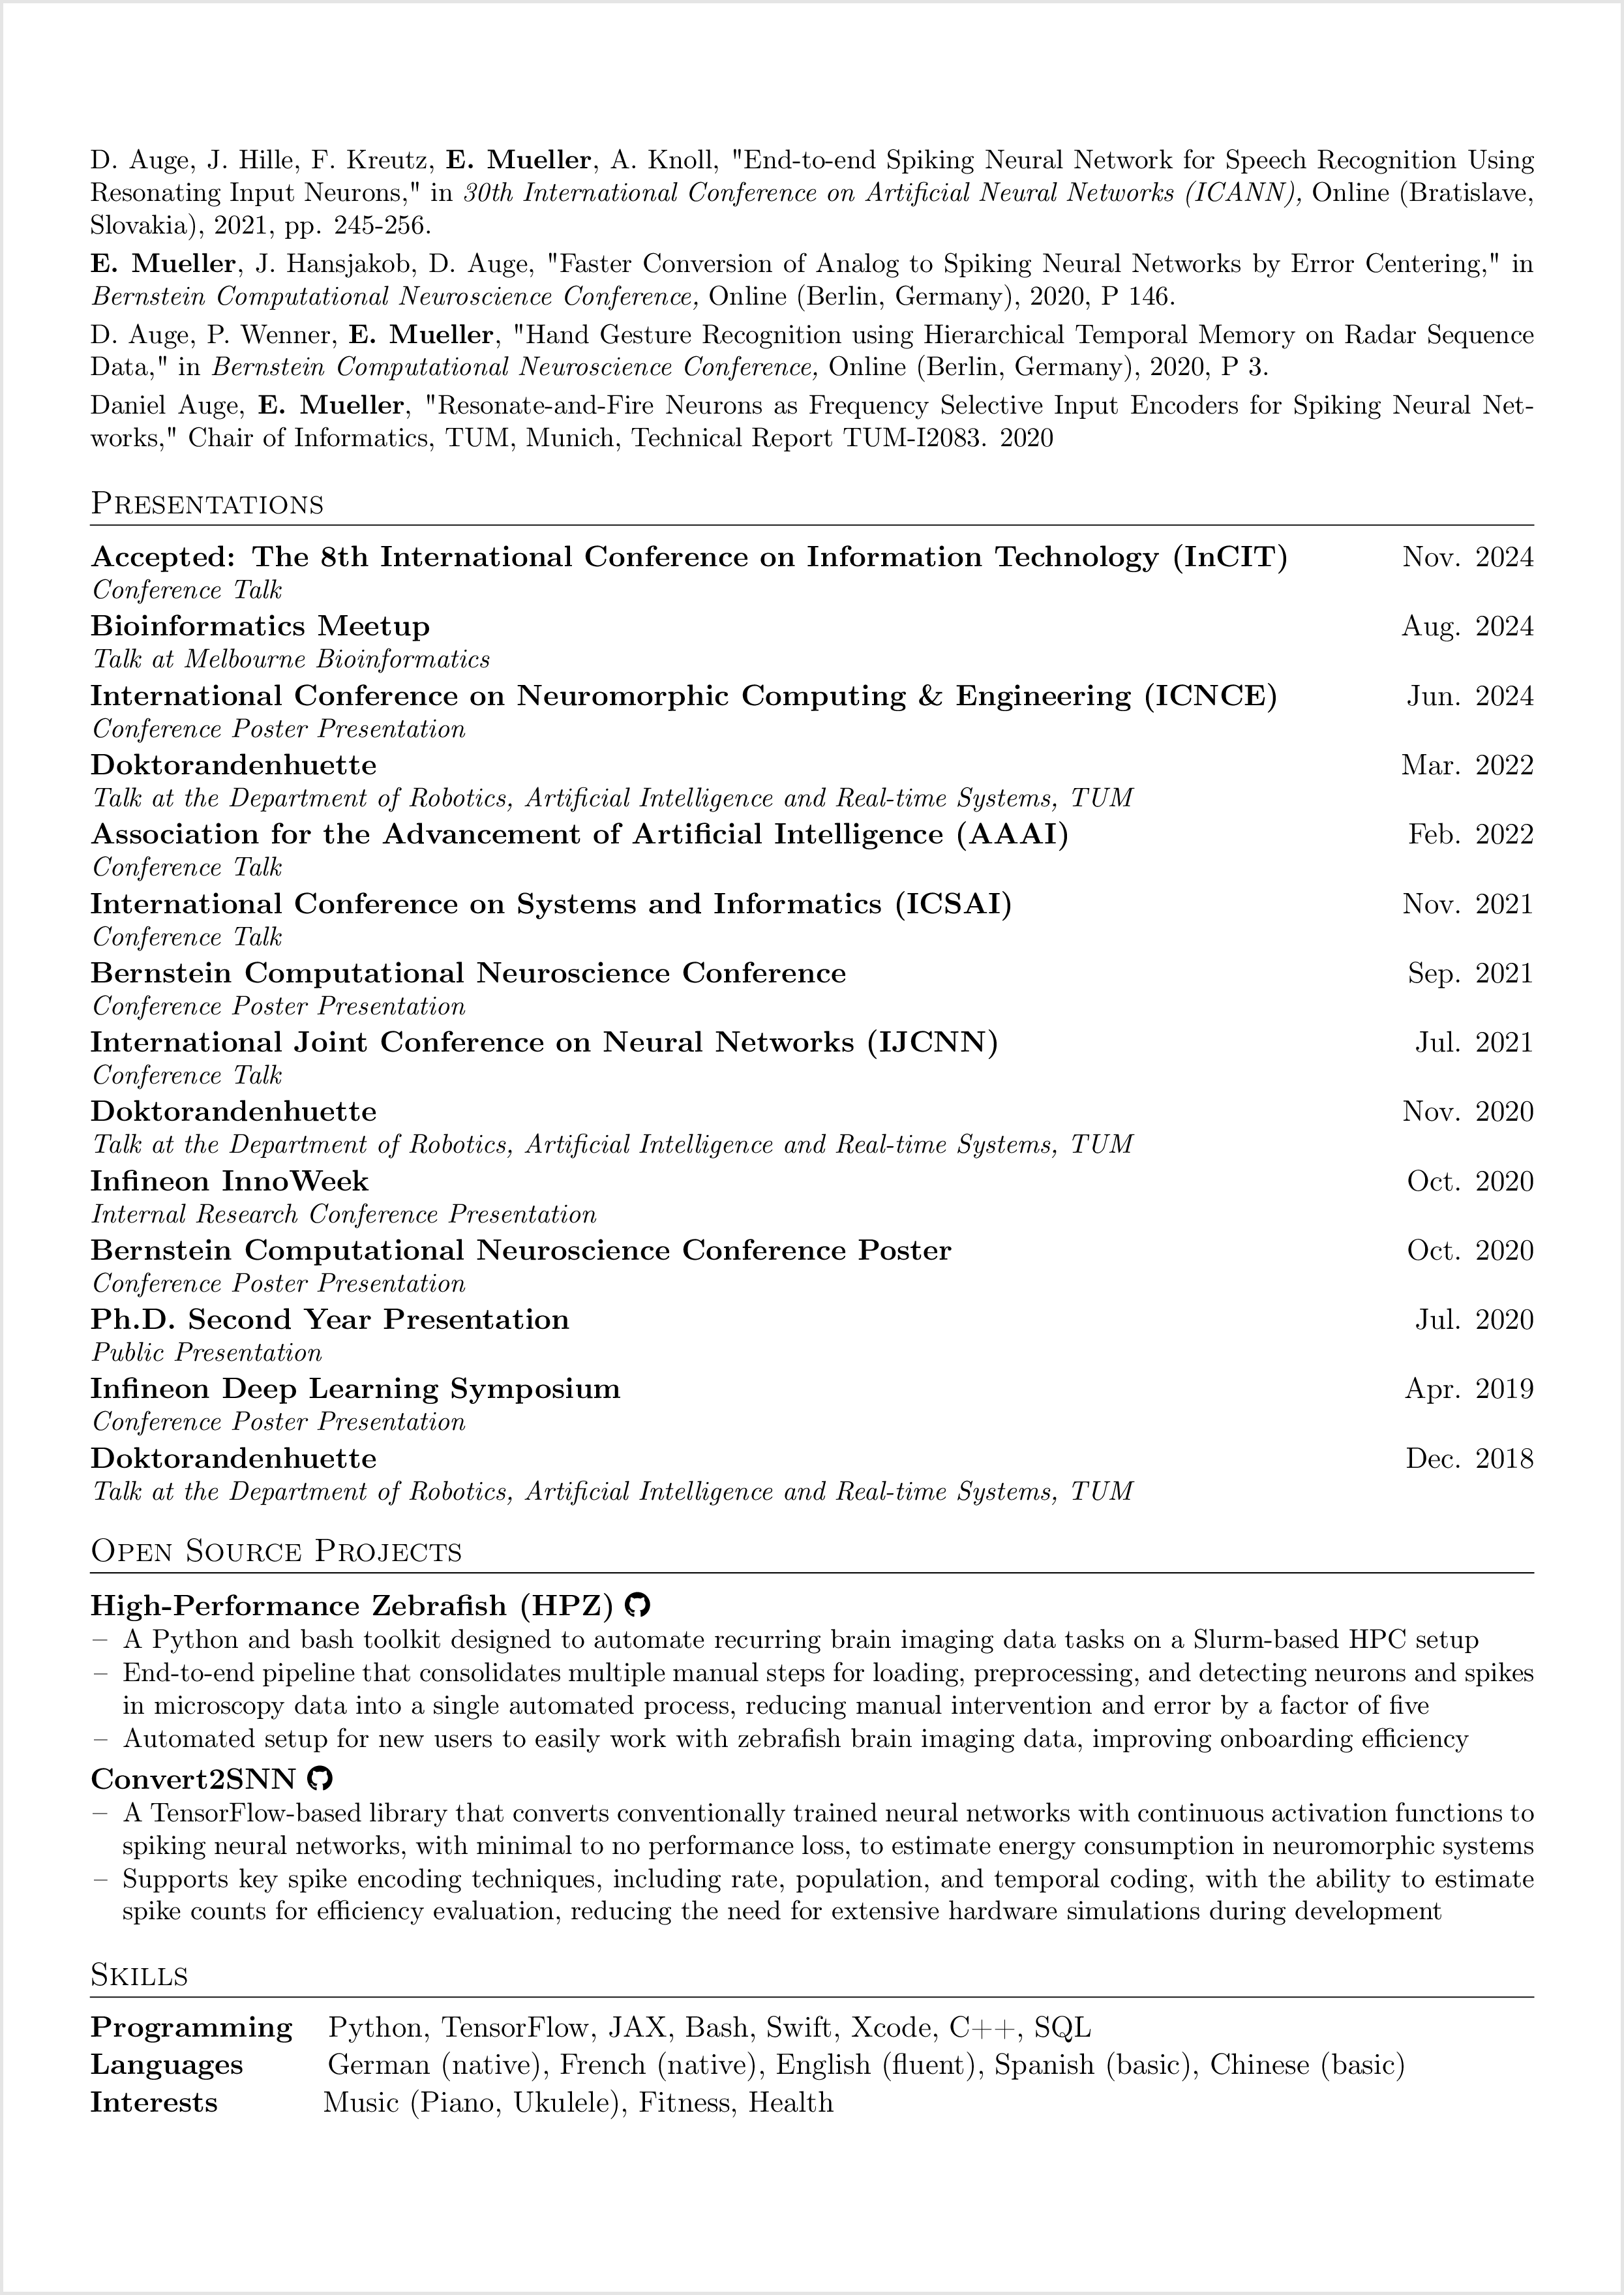 D. Auge, J. Hille, F. Kreutz, E. Mueller, A. Knoll, "End-to-end Spiking Neural Network for Speech Recognition Using
Resonating Input Neurons," in 30th International Conference on Artificial Neural Networks (ICANN), Online (Bratislave,
Slovakia), 2021, pp. 245-256.
E. Mueller, J. Hansjakob, D. Auge, "Faster Conversion of Analog to Spiking Neural Networks by Error Centering," in
Bernstein Computational Neuroscience Conference, Online (Berlin, Germany), 2020, P 146.
D. Auge, P. Wenner, E. Mueller, "Hand Gesture Recognition using Hierarchical Temporal Memory on Radar Sequence
Data," in Bernstein Computational Neuroscience Conference, Online (Berlin, Germany), 2020, P 3.
Daniel Auge, E. Mueller, "Resonate-and-Fire Neurons as Frequency Selective Input Encoders for Spiking Neural Net-
works," Chair of Informatics, TUM, Munich, Technical Report TUM-I2083. 2020
Presentations
Accepted: The 8th International Conference on Information Technology (InCIT) Nov. 2024
Conference Talk
Bioinformatics Meetup Aug. 2024
Talk at Melbourne Bioinformatics
International Conference on Neuromorphic Computing & Engineering (ICNCE) Jun. 2024
Conference Poster Presentation
Doktorandenhuette Mar. 2022
Talk at the Department of Robotics, Artificial Intelligence and Real-time Systems, TUM
Association for the Advancement of Artificial Intelligence (AAAI) Feb. 2022
Conference Talk
International Conference on Systems and Informatics (ICSAI) Nov. 2021
Conference Talk
Bernstein Computational Neuroscience Conference Sep. 2021
Conference Poster Presentation
International Joint Conference on Neural Networks (IJCNN) Jul. 2021
Conference Talk
Doktorandenhuette Nov. 2020
Talk at the Department of Robotics, Artificial Intelligence and Real-time Systems, TUM
Infineon InnoWeek Oct. 2020
Internal Research Conference Presentation
Bernstein Computational Neuroscience Conference Poster Oct. 2020
Conference Poster Presentation
Ph.D. Second Year Presentation Jul. 2020
Public Presentation
Infineon Deep Learning Symposium Apr. 2019
Conference Poster Presentation
Doktorandenhuette Dec. 2018
Talk at the Department of Robotics, Artificial Intelligence and Real-time Systems, TUM
Open Source Projects
High-Performance Zebrafish (HPZ)
– A Python and bash toolkit designed to automate recurring brain imaging data tasks on a Slurm-based HPC setup
– End-to-end pipeline that consolidates multiple manual steps for loading, preprocessing, and detecting neurons and spikes
in microscopy data into a single automated process, reducing manual intervention and error by a factor of five
– Automated setup for new users to easily work with zebrafish brain imaging data, improving onboarding efficiency
Convert2SNN
– A TensorFlow-based library that converts conventionally trained neural networks with continuous activation functions to
spiking neural networks, with minimal to no performance loss, to estimate energy consumption in neuromorphic systems
– Supports key spike encoding techniques, including rate, population, and temporal coding, with the ability to estimate
spike counts for efficiency evaluation, reducing the need for extensive hardware simulations during development
Skills
Programming Python, TensorFlow, JAX, Bash, Swift, Xcode, C++, SQL
Languages German (native), French (native), English (fluent), Spanish (basic), Chinese (basic)
Interests Music (Piano, Ukulele), Fitness, Health